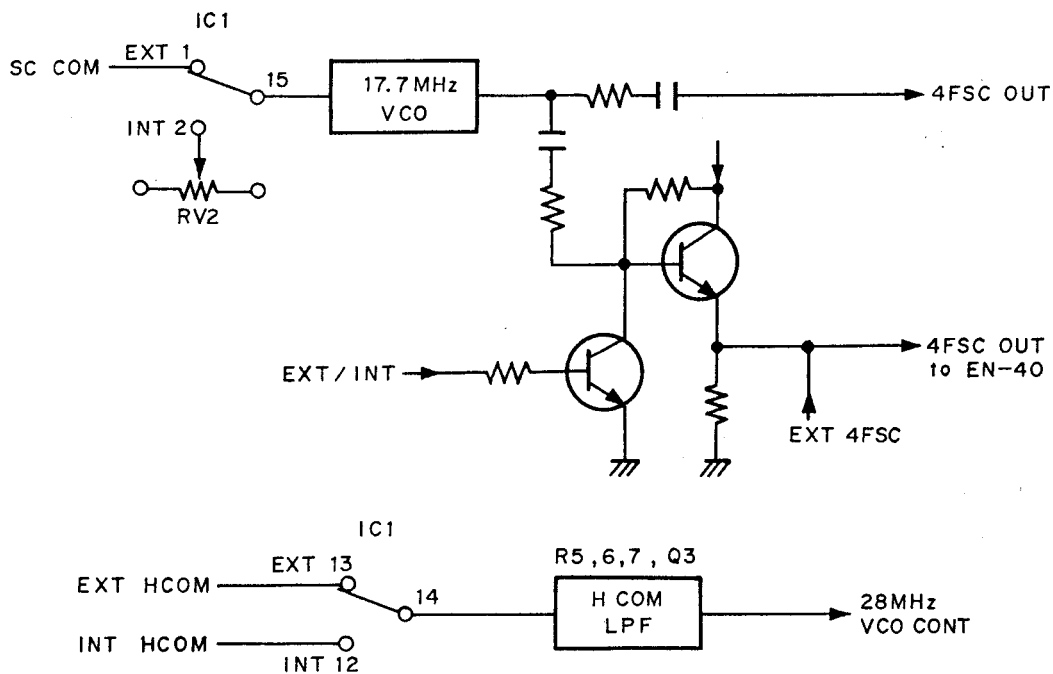 IC1
EXT 1
SC COM
15
17.7MHz
VCO
4FSC OUT
INT 2
RV2
EXT/INT
4FSC OUT
to EN-40
EXT 4FSC
IC1
R5,6,7, Q3
EXT 13
EXT HCOM
14
H COM
LPF
28MHz
VCO CONT
INT HCOM
INT 12